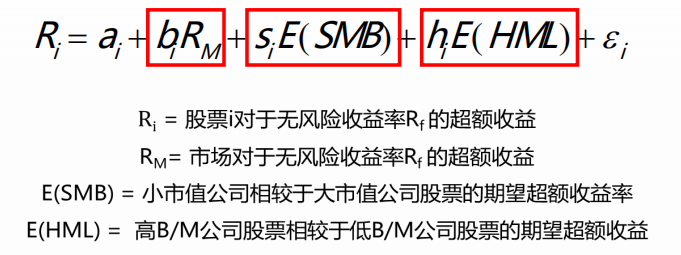 Rᵢ = aᵢ + bᵢR_M + sᵢE(SMB) + hᵢE(HML) + εᵢ
Rᵢ = 股票i对于无风险收益率R_f 的超额收益
R_M= 市场对于无风险收益率R_f 的超额收益
E(SMB) = 小市值公司相较于大市值公司股票的期望超额收益率
E(HML) = 高B/M公司股票相较于低B/M公司股票的期望超额收益